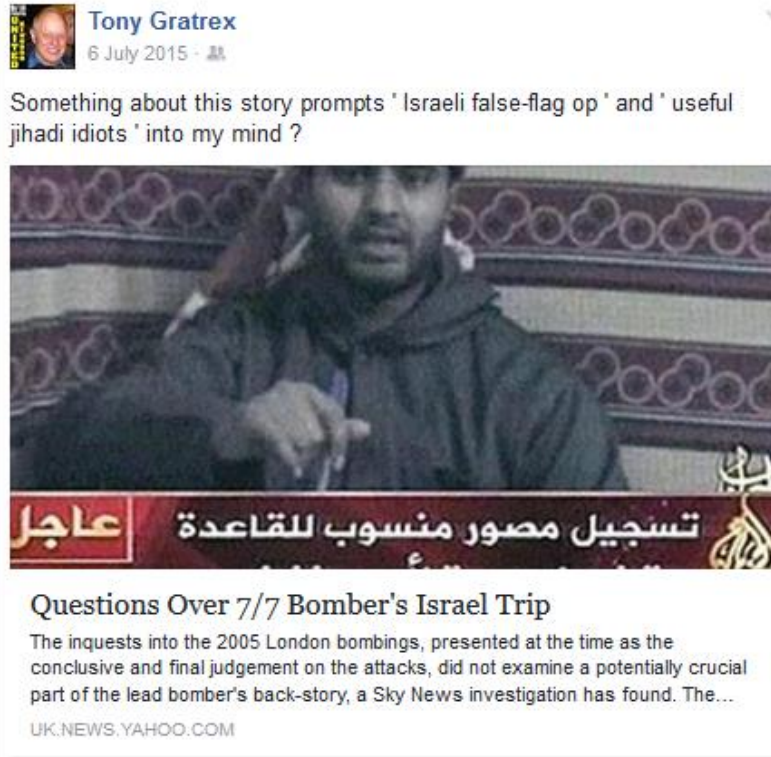 UNITED
Tony Gratrex
6 July 2015
Something about this story prompts ' Israeli false-flag op ' and ' useful
jihadi idiots ' into my mind ?
عاجل
تسجيل مصور منسوب للقاعدة
Questions Over 7/7 Bomber's Israel Trip
The inquests into the 2005 London bombings, presented at the time as the
conclusive and final judgement on the attacks, did not examine a potentially crucial
part of the lead bomber's back-story, a Sky News investigation has found. The...
UK.NEWS.YAHOO.COM